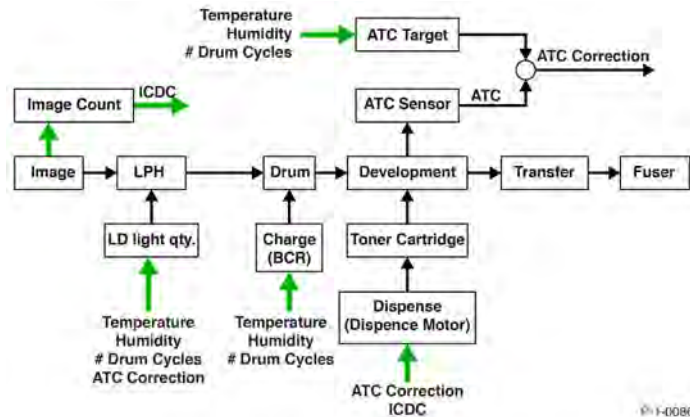 Temperature
Humidity
# Drum Cycles
ATC Target
ATC Correction
Image Count
ICDC
ATC Sensor
ATC
Image
LPH
Drum
Development
Transfer
Fuser
LD light qty.
Charge
(BCR)
Toner Cartridge
Temperature
Humidity
# Drum Cycles
ATC Correction
Temperature
Humidity
# Drum Cycles
Dispense
(Dispence Motor)
ATC Correction
ICDC